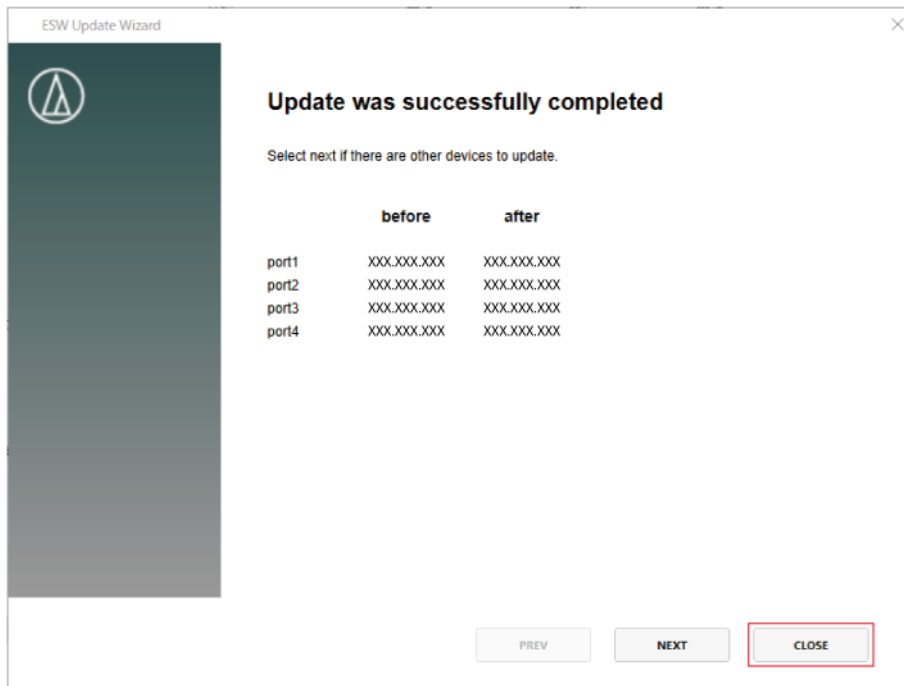 ESW Update Wizard
Update was successfully completed
Select next if there are other devices to update.
before after
port1 XXX.XXX.XXX XXX.XXX.XXX
port2 XXX.XXX.XXX XXX.XXX.XXX
port3 XXX.XXX.XXX XXX.XXX.XXX
port4 XXX.XXX.XXX XXX.XXX.XXX
PREV NEXT CLOSE